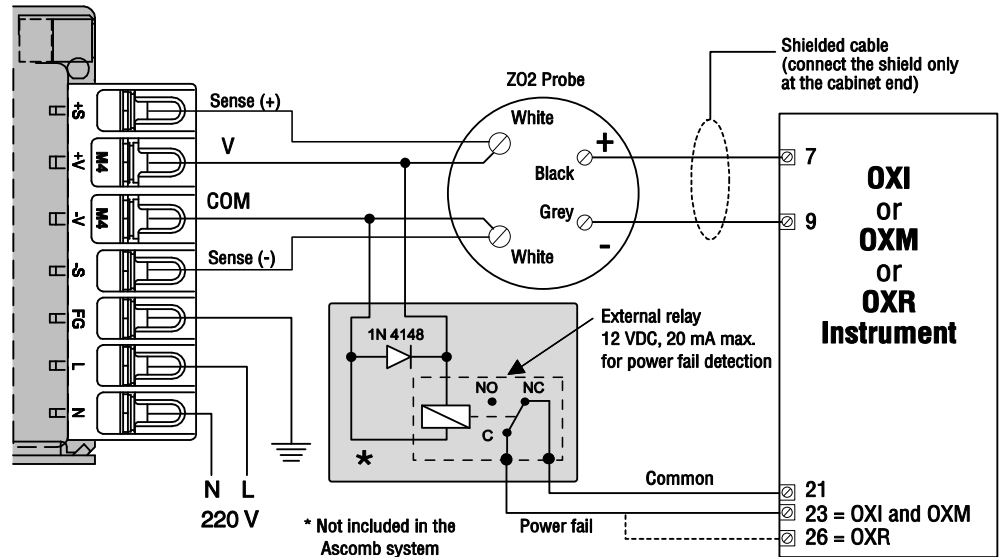 Shielded cable
(connect the shield only
at the cabinet end)
ZO2 Probe
+S
Sense (+)
White
+V
M4
V
+
Black
7
-V
M4
COM
Grey
9
-
-S
Sense (-)
White
OXI
or
OXM
or
OXR
Instrument
FG
1N 4148
External relay
12 VDC, 20 mA max.
for power fail detection
L
NO
NC
N
C
*
N L
220 V
Common
21
* Not included in the
Ascomb system
Power fail
23 = OXI and OXM
26 = OXR